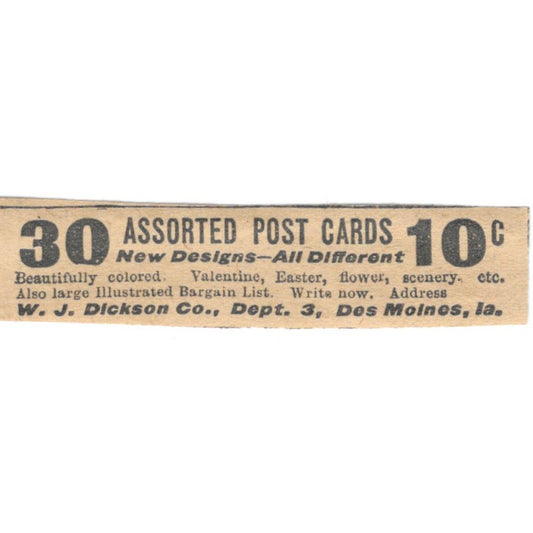 30 ASSORTED POST CARDS 10c
New Designs—All Different
Beautifully colored. Valentine, Easter, flower, scenery. etc.
Also large Illustrated Bargain List. Write now. Address
W. J. Dickson Co., Dept. 3, Des Moines, Ia.